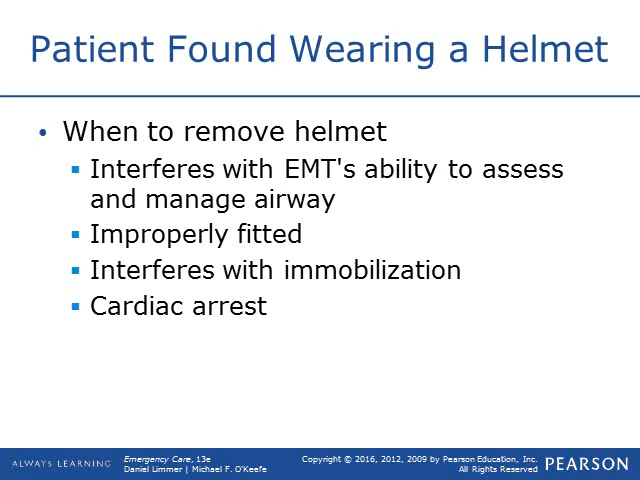 Patient Found Wearing a Helmet
• When to remove helmet
▪ Interferes with EMT's ability to assess
and manage airway
▪ Improperly fitted
▪ Interferes with immobilization
▪ Cardiac arrest
ALWAYS LEARNING
Emergency Care, 13e
Daniel Limmer | Michael F. O'Keefe
Copyright © 2016, 2012, 2009 by Pearson Education, Inc.
All Rights Reserved
PEARSON